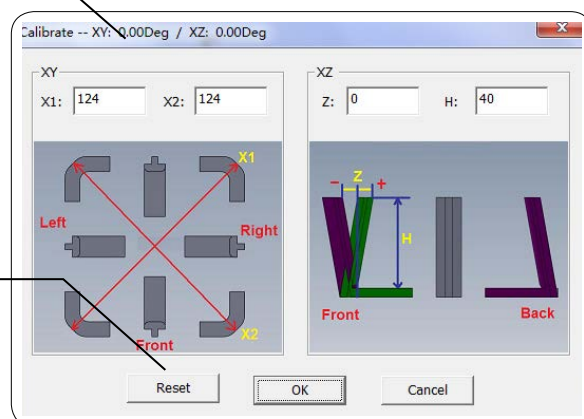 Calibrate -- XY: 0.00Deg / XZ: 0.00Deg
XY
X1: 124 X2: 124
X1
Left
Right
X2
Front
XZ
Z: 0 H: 40
- Z +
H
Front
Back
Reset
OK
Cancel